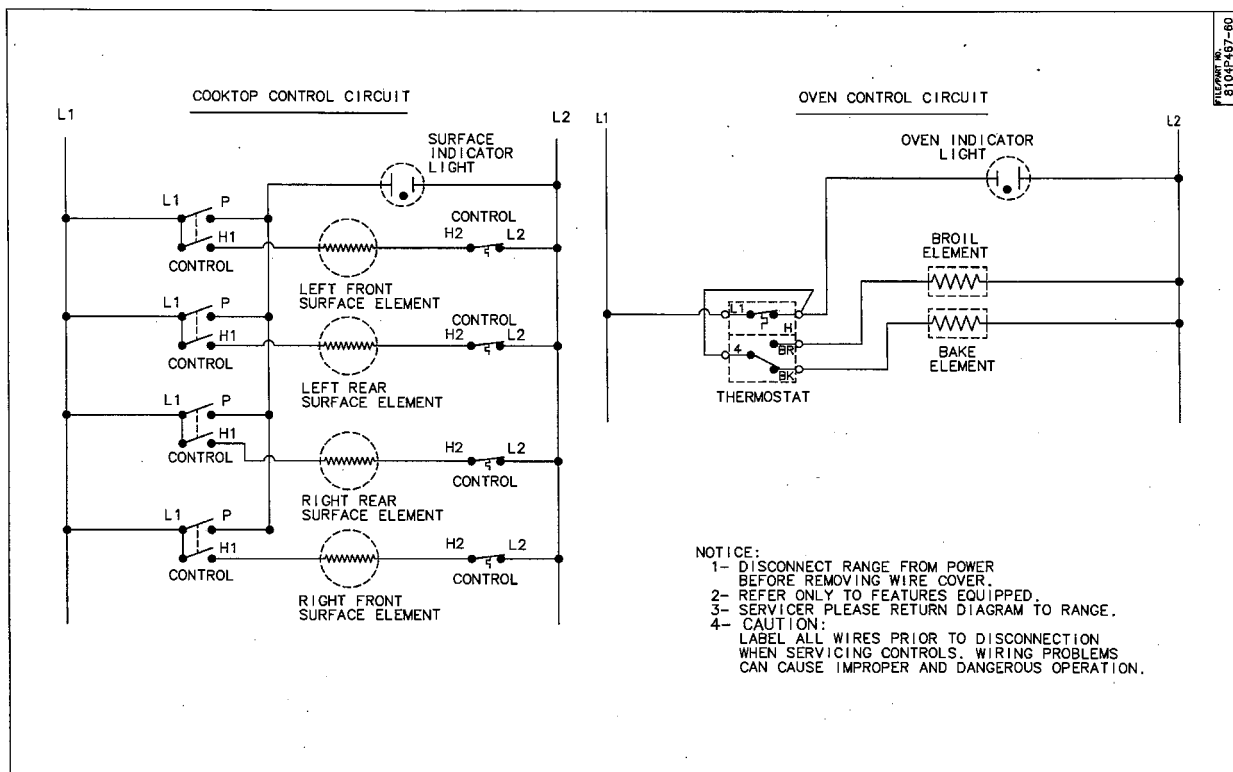 FILE/PART NO.
8104P467-60
COOKTOP CONTROL CIRCUIT
L1
L2
SURFACE
INDICATOR
LIGHT
L1
P
H1
CONTROL
CONTROL
H2
L2
LEFT FRONT
SURFACE ELEMENT
L1
P
H1
CONTROL
CONTROL
H2
L2
LEFT REAR
SURFACE ELEMENT
L1
P
H1
CONTROL
H2
L2
CONTROL
RIGHT REAR
SURFACE ELEMENT
L1
P
H1
CONTROL
H2
L2
CONTROL
RIGHT FRONT
SURFACE ELEMENT
OVEN CONTROL CIRCUIT
L1
L2
OVEN INDICATOR
LIGHT
BROIL
ELEMENT
L1
H
4
BR
BK
THERMOSTAT
BAKE
ELEMENT
NOTICE:
1- DISCONNECT RANGE FROM POWER
BEFORE REMOVING WIRE COVER.
2- REFER ONLY TO FEATURES EQUIPPED.
3- SERVICER PLEASE RETURN DIAGRAM TO RANGE.
4- CAUTION:
LABEL ALL WIRES PRIOR TO DISCONNECTION
WHEN SERVICING CONTROLS. WIRING PROBLEMS
CAN CAUSE IMPROPER AND DANGEROUS OPERATION.